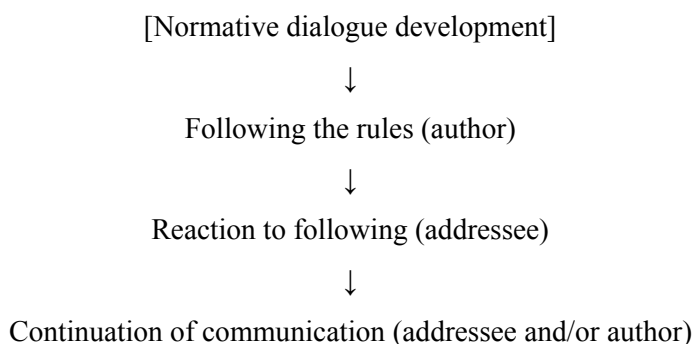 [Normative dialogue development]
↓
Following the rules (author)
↓
Reaction to following (addressee)
↓
Continuation of communication (addressee and/or author)